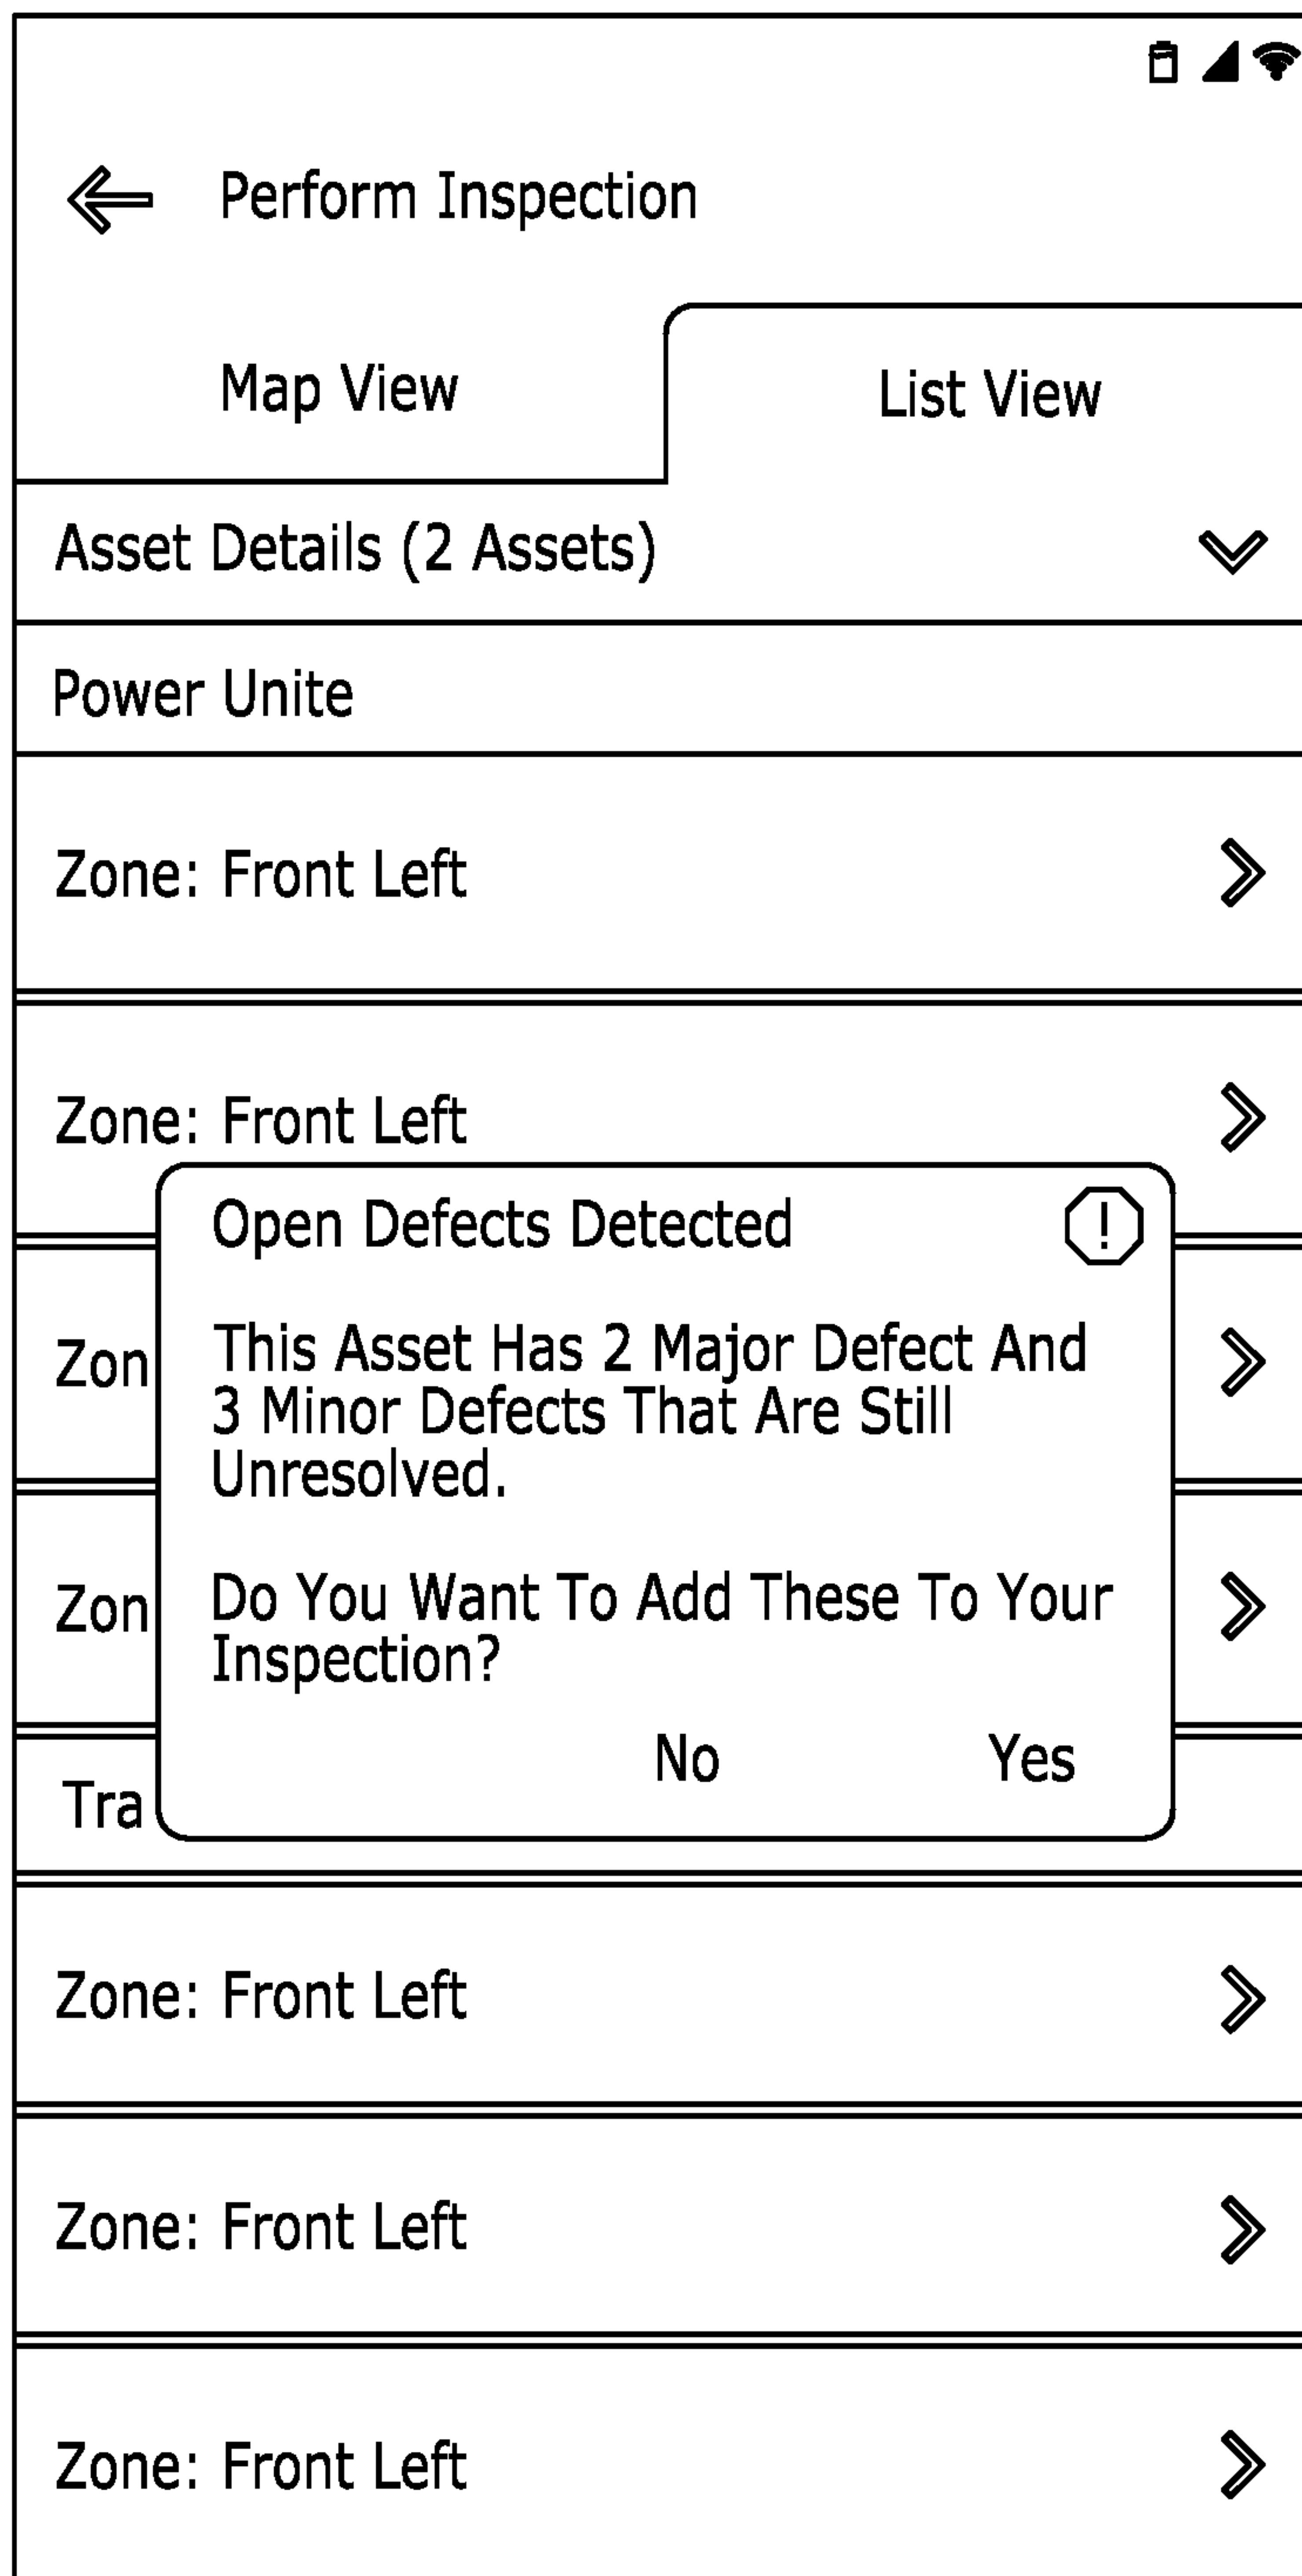 Perform Inspection
Map View
List View
Asset Details (2 Assets)
Power Unite
Zone: Front Left
Zone: Front Left
Open Defects Detected
!
Zon
This Asset Has 2 Major Defect And
3 Minor Defects That Are Still
Unresolved.
Zon
Do You Want To Add These To Your
Inspection?
No
Yes
Tra
Zone: Front Left
Zone: Front Left
Zone: Front Left